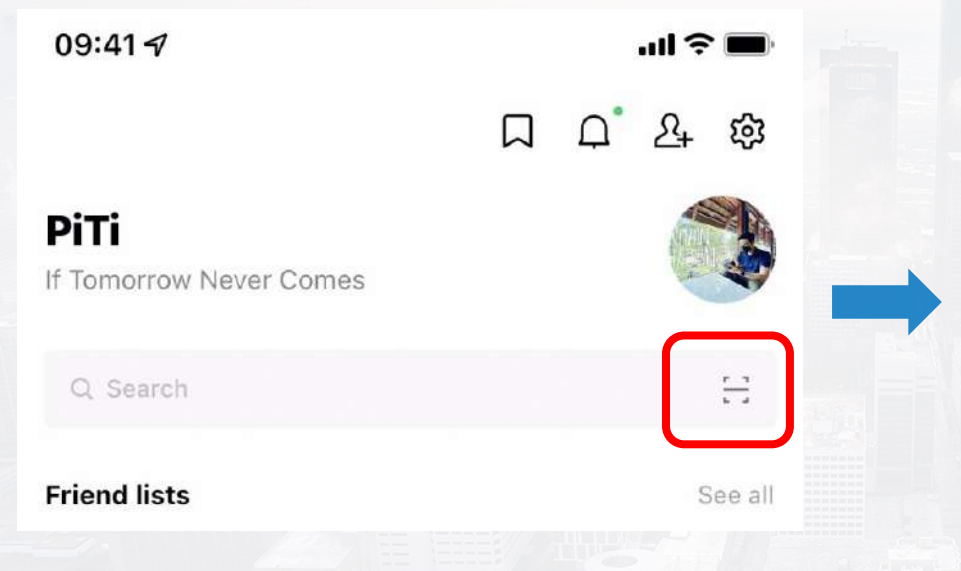 09:41
PiTi
If Tomorrow Never Comes
Search
Friend lists
See all